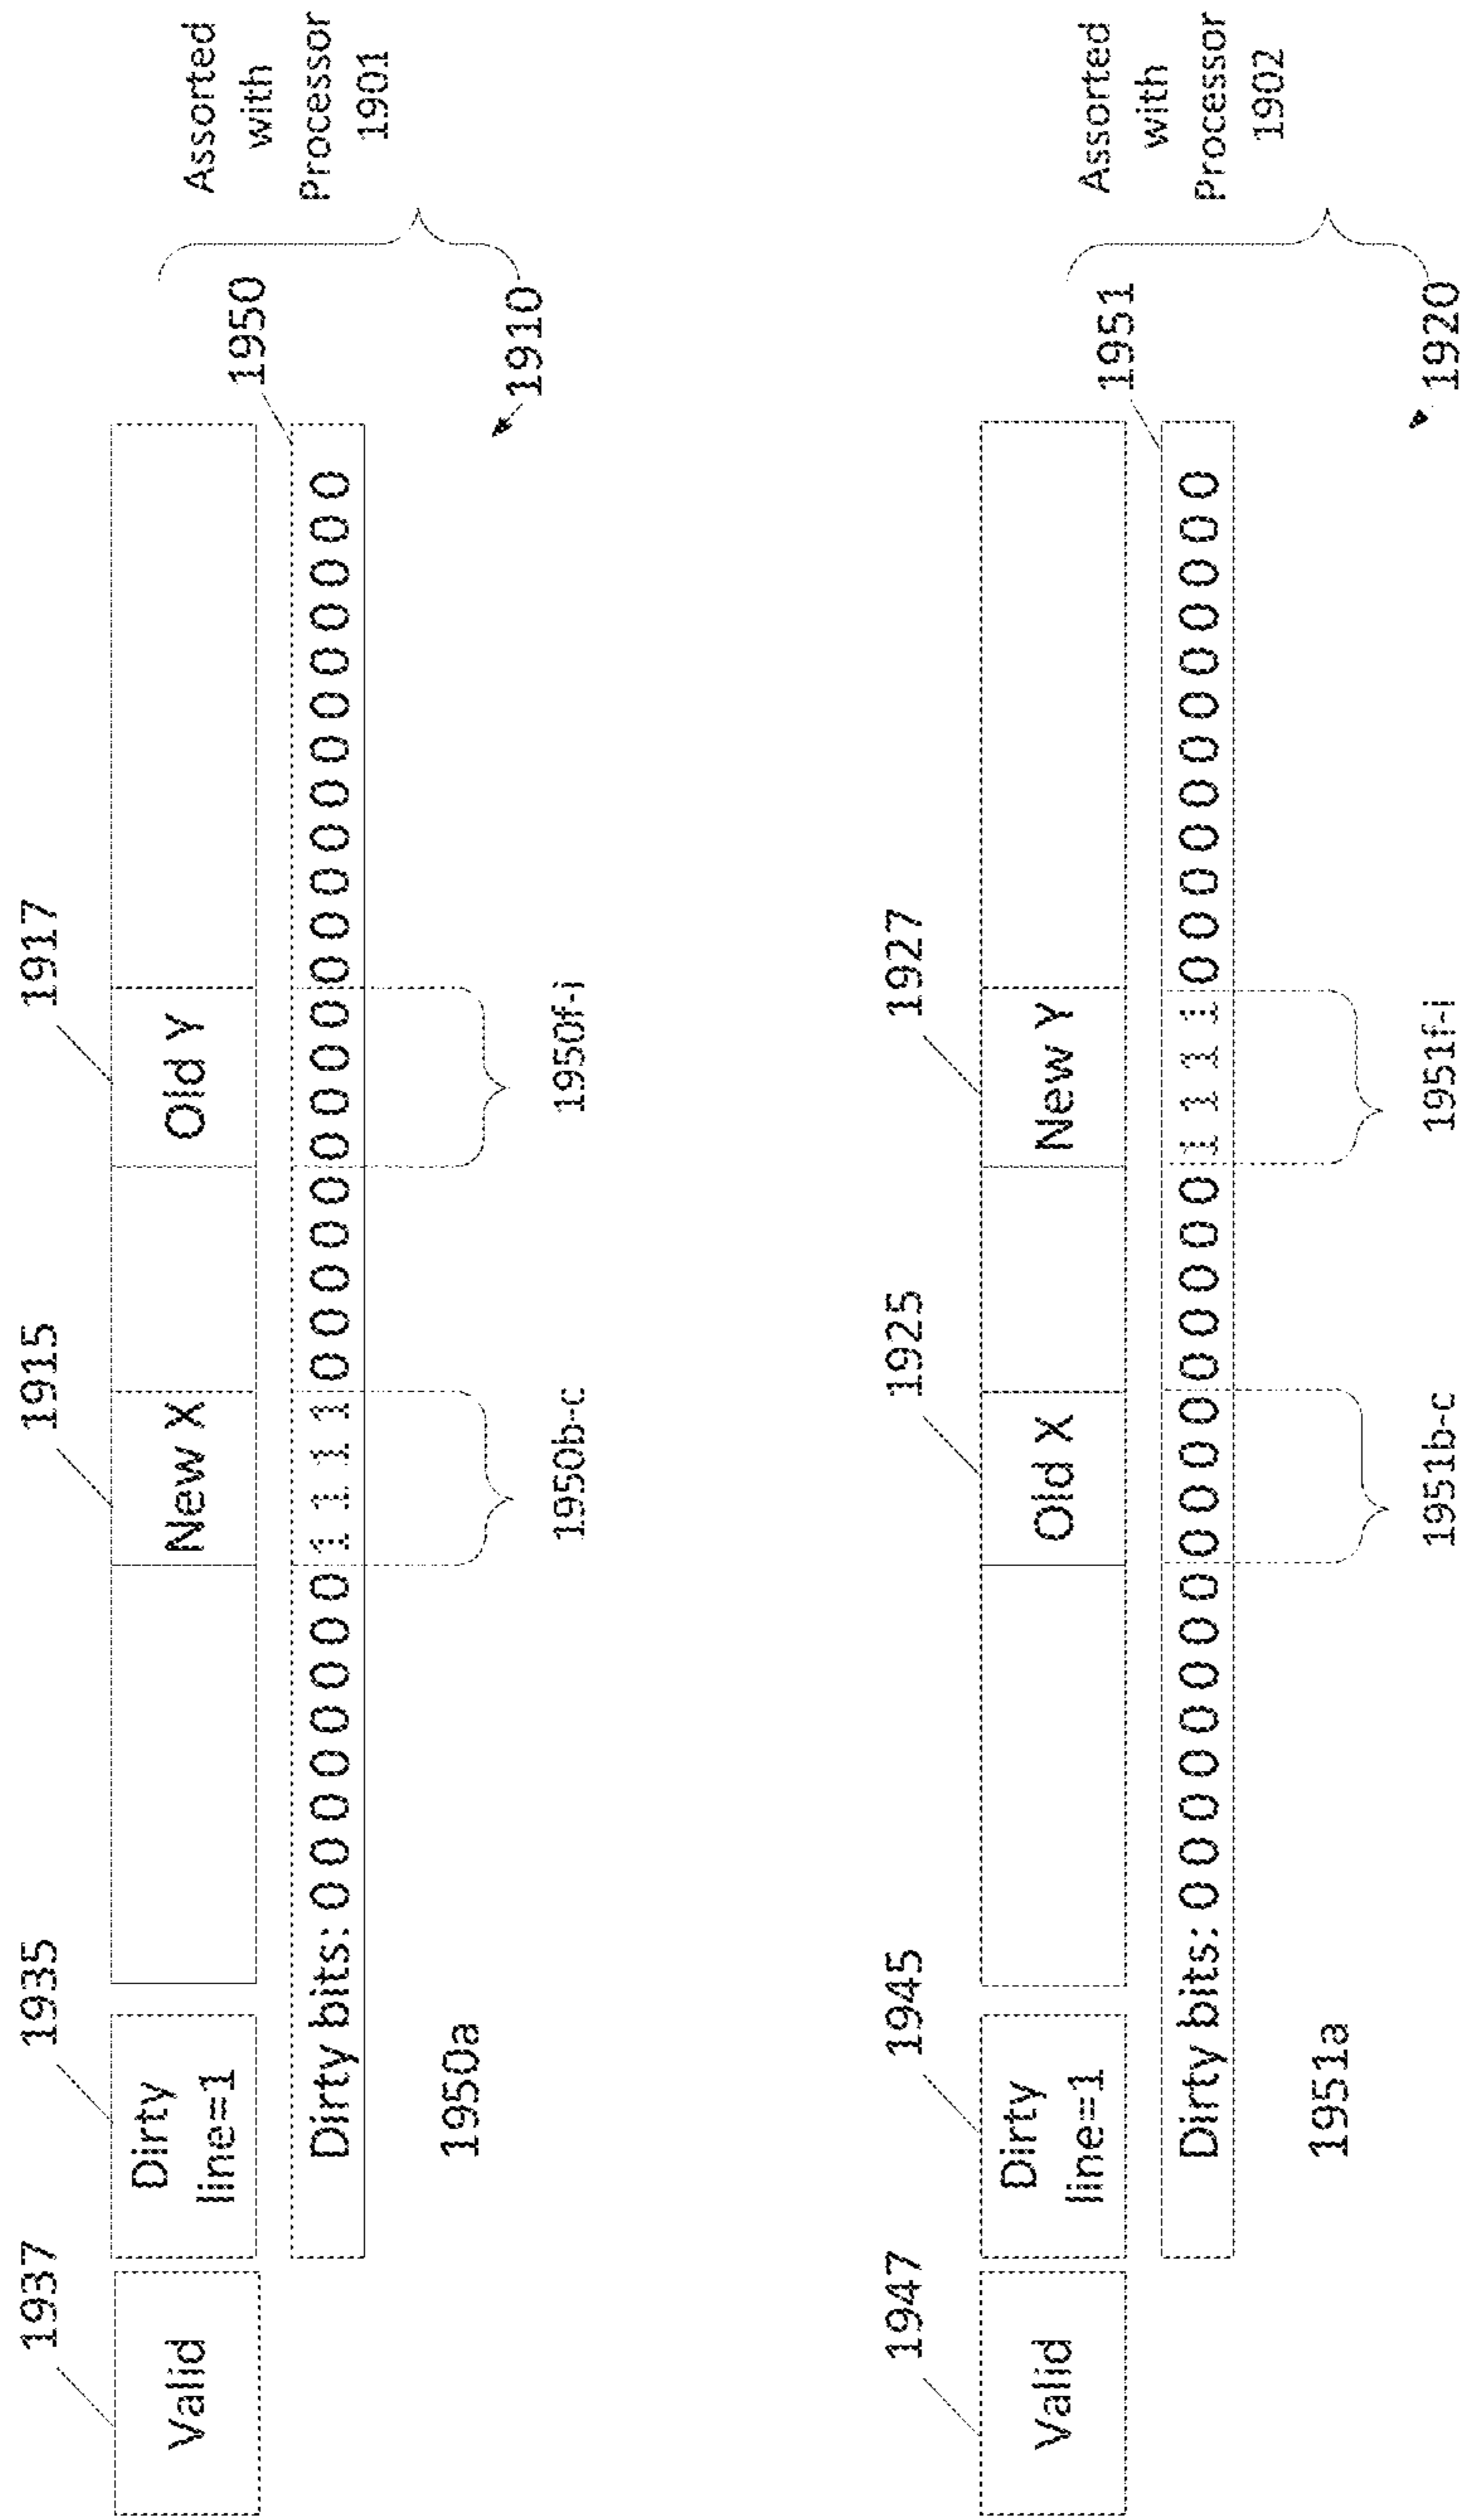 1937
1935
1915
1917
Valid
Dirty
line=1
New X
Old Y
1950
Dirty bits: 0 0 0 0 0 0 0 0 1 1 1 1 0 0 0 0 0 0 0 0 0 0 0 0 0 0 0 0 0 0 0 0 0
1950a
1950b-c
1950f-i
1910
Assorted
with
Processor
1901
1947
1945
1925
1927
Valid
Dirty
line=1
Old X
New Y
1951
Dirty bits: 0 0 0 0 0 0 0 0 0 0 0 0 0 0 0 0 0 1 1 1 1 0 0 0 0 0 0 0 0 0 0 0 0
1951a
1951b-c
1951f-i
1920
Assorted
with
Processor
1902